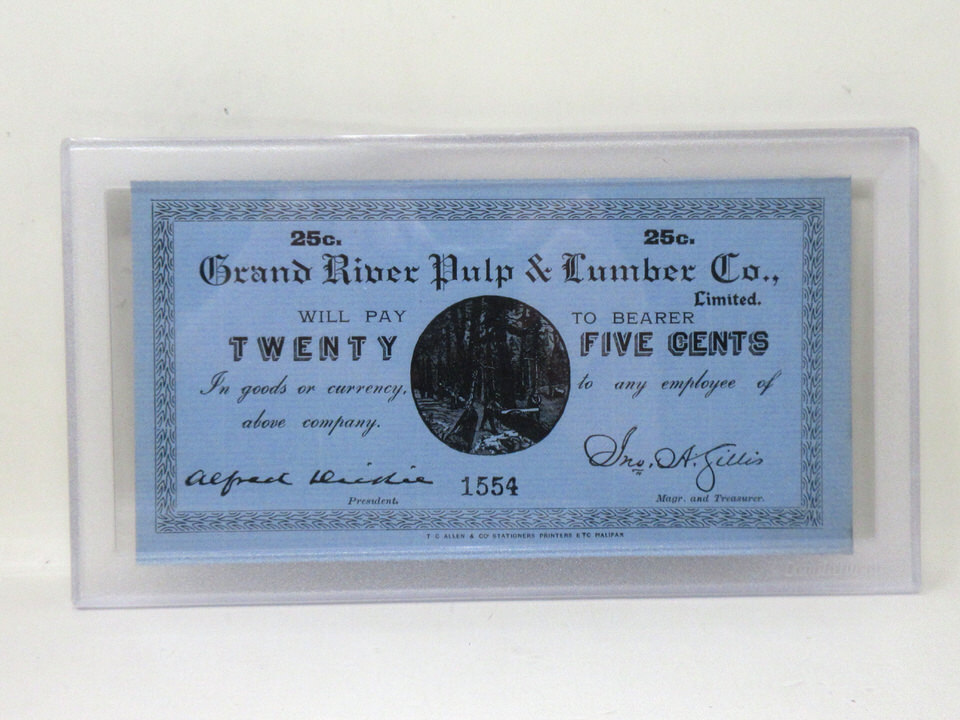 25c. 25c.
Grand River Pulp & Lumber Co.,
Limited.
WILL PAY TO BEARER
TWENTY FIVE CENTS
In goods or currency, to any employee of
above company.
Alfred Dickie Jno. A. Gillis
President. 1554 Magr. and Treasurer.
T C ALLEN & CO STATIONERS PRINTERS ETC HALIFAX